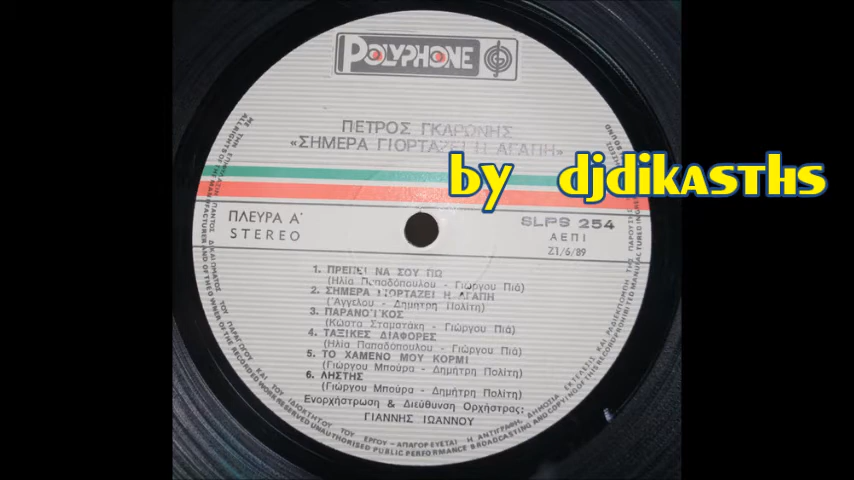 POLYPHONE
ΠΕΤΡΟΣ ΓΚΑΡΩΝΗΣ
«ΣΗΜΕΡΑ ΓΙΟΡΤΑΖΕΙ Η ΑΓΑΠΗ»
by djdikasths
ΠΛΕΥΡΑ Α΄
STEREO
SLPS 254
ΑΕΠΙ
21/6/89
1. ΠΡΕΠΕΙ ΝΑ ΣΟΥ ΠΩ
(Ηλία Παπαδόπουλου - Γιώργου Πιά)
2. ΣΗΜΕΡΑ ΓΙΟΡΤΑΖΕΙ Η ΑΓΑΠΗ
(Άγγελου - Δημήτρη Πολίτη)
3. ΠΑΡΑΝΟΪΚΟΣ
(Κώστα Σταματάκη - Γιώργου Πιά)
4. ΤΑΞΙΚΕΣ ΔΙΑΦΟΡΕΣ
(Ηλία Παπαδόπουλου - Γιώργου Πιά)
5. ΤΟ ΧΑΜΕΝΟ ΜΟΥ ΚΟΡΜΙ
(Γιώργου Μπούρα - Δημήτρη Πολίτη)
6. ΛΗΣΤΗΣ
(Γιώργου Μπούρα - Δημήτρη Πολίτη)
Ενορχήστρωση & Διεύθυνση Ορχήστρας:
ΓΙΑΝΝΗΣ ΙΩΑΝΝΟΥ